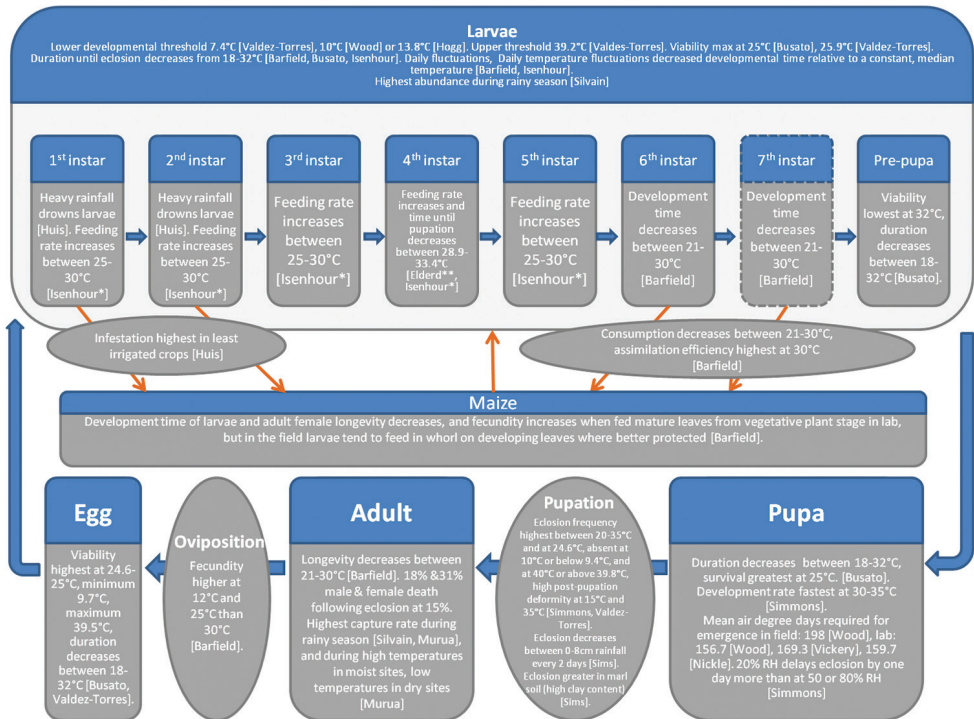 Larvae
Lower developmental threshold 7.4°C [Valdez-Torres], 10°C [Wood] or 13.8°C [Hogg]. Upper threshold 39.2°C [Valdes-Torres]. Viability max at 25°C [Busato], 25.9°C [Valdez-Torres].
Duration until eclosion decreases from 18-32°C [Barfield, Busato, Isenhour]. Daily fluctuations, Daily temperature fluctuations decreased developmental time relative to a constant, median
temperature [Barfield, Isenhour].
Highest abundance during rainy season [Silvain]
1st instar
Heavy rainfall
drowns larvae
[Huis]. Feeding
rate increases
between 25-
30°C
[Isenhour*]
2nd instar
Heavy rainfall
drowns larvae
[Huis]. Feeding
rate increases
between 25-
30°C
[Isenhour*]
3rd instar
Feeding rate
increases
between
25-30°C
[Isenhour*]
4th instar
Feeding rate
increases and
time until
pupation
decreases
between 28.9-
33.4°C
[Elderd**,
Isenhour*]
5th instar
Feeding rate
increases
between
25-30°C
[Isenhour*]
6th instar
Development
time
decreases
between 21-
30°C
[Barfield]
7th instar
Development
time
decreases
between 21-
30°C
[Barfield]
Pre-pupa
Viability
lowest at 32°C,
duration
decreases
between 18-
32°C [Busato].
Infestation highest in least
irrigated crops [Huis]
Consumption decreases between 21-30°C,
assimilation efficiency highest at 30°C
[Barfield]
Maize
Development time of larvae and adult female longevity decreases, and fecundity increases when fed mature leaves from vegetative plant stage in lab,
but in the field larvae tend to feed in whorl on developing leaves where better protected [Barfield].
Egg
Viability
highest at 24.6-
25°C, minimum
9.7°C,
maximum
39.5°C,
duration
decreases
between 18-
32°C [Busato,
Valdez-Torres].
Oviposition
Fecundity
higher at
12°C and
25°C than
30°C
[Barfield].
Adult
Longevity decreases between
21-30°C [Barfield]. 18% &31%
male & female death
following eclosion at 15%.
Highest capture rate during
rainy season [Silvain, Murua],
and during high temperatures
in moist sites, low
temperatures in dry sites
[Murua]
Pupation
Eclosion frequency
highest between 20-35°C
and at 24.6°C, absent at
10°C or below 9.4°C, and
at 40°C or above 39.8°C,
high post-pupation
deformity at 15°C and
35°C [Simmons, Valdez-
Torres].
Eclosion decreases
between 0-8cm rainfall
every 2 days [Sims].
Eclosion greater in marl
soil (high clay content)
[Sims].
Pupa
Duration decreases between 18-32°C,
survival greatest at 25°C. [Busato].
Development rate fastest at 30-35°C
[Simmons].
Mean air degree days required for
emergence in field: 198 [Wood], lab:
156.7 [Wood], 169.3 [Vickery], 159.7
[Nickle]. 20% RH delays eclosion by one
day more than at 50 or 80% RH
[Simmons]